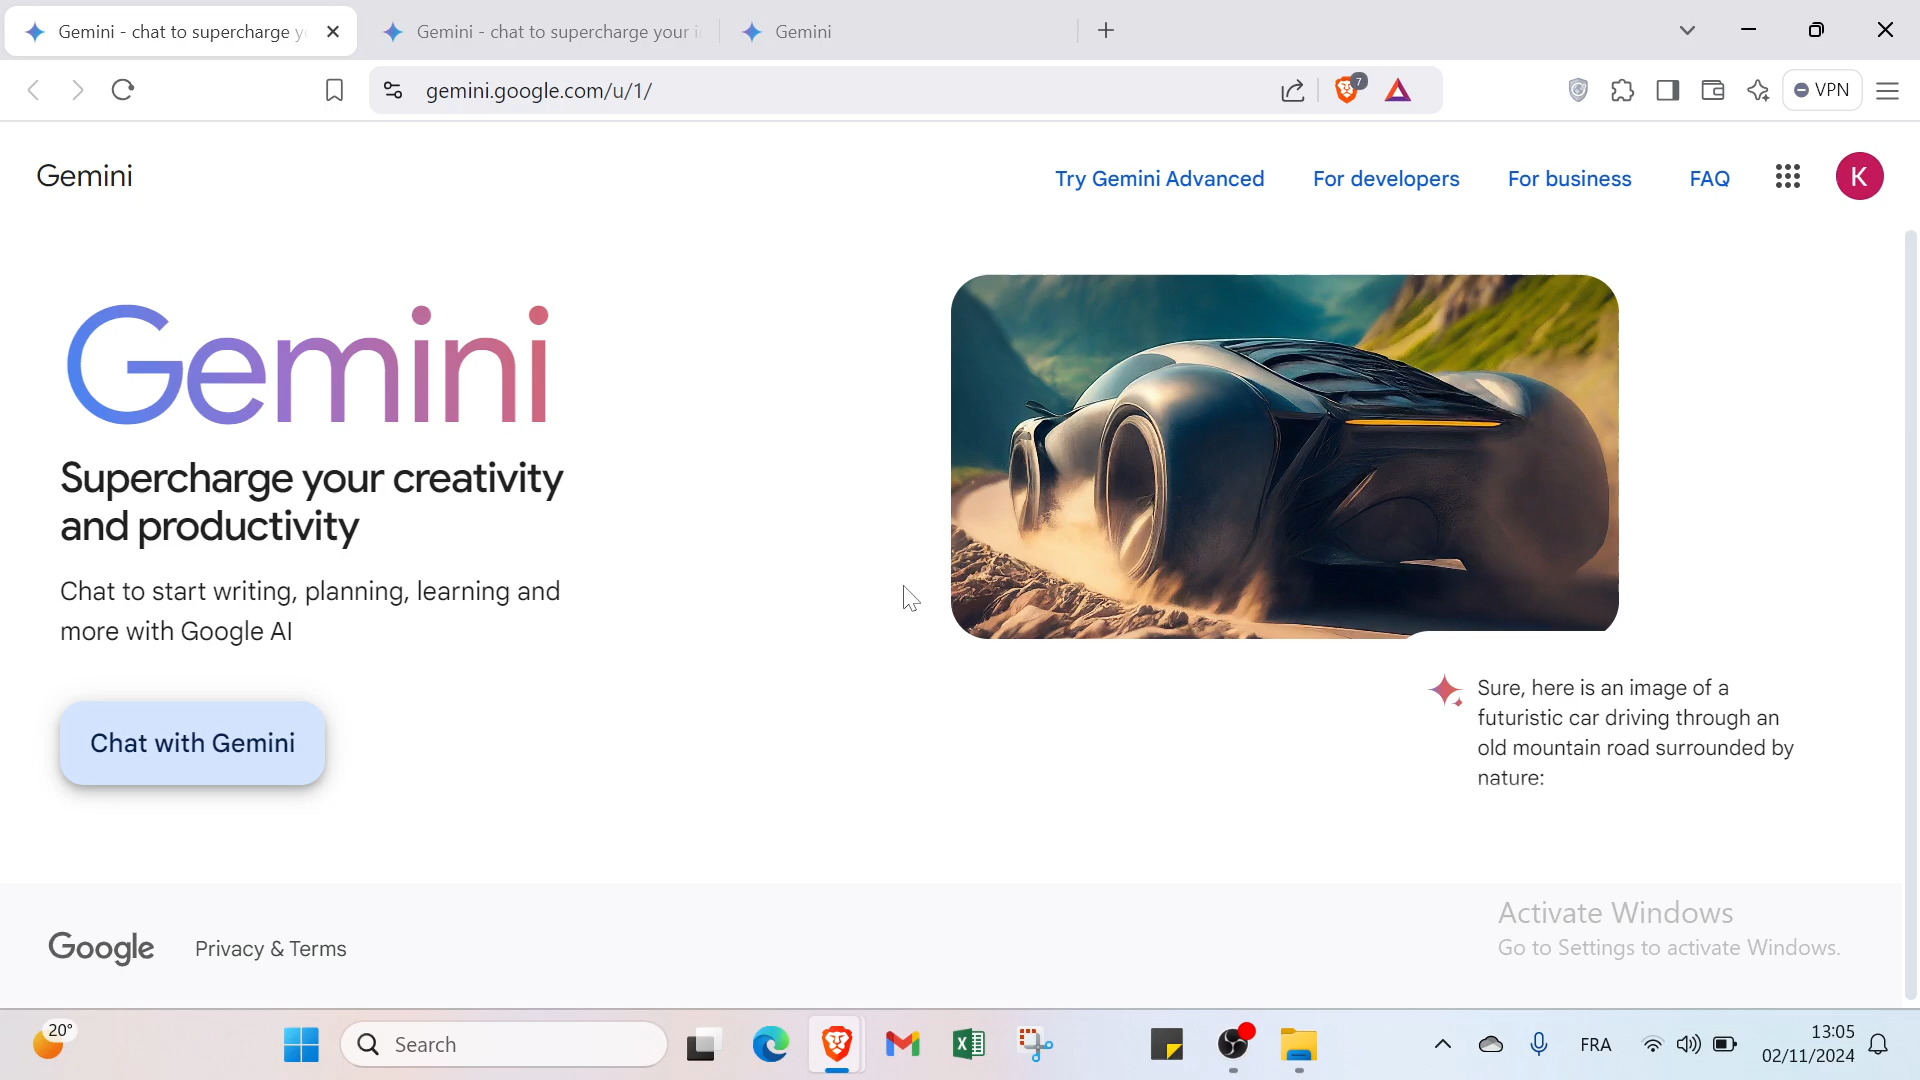 Gemini - chat to supercharge y
Gemini - chat to supercharge your i
Gemini
gemini.google.com/u/1/
7
VPN
Gemini
Try Gemini Advanced
For developers
For business
FAQ
K
Gemini
Supercharge your creativity
and productivity
Chat to start writing, planning, learning and
more with Google AI
Chat with Gemini
Sure, here is an image of a
futuristic car driving through an
old mountain road surrounded by
nature:
Activate Windows
Go to Settings to activate Windows.
Google
Privacy & Terms
20°
Search
FRA
13:05
02/11/2024